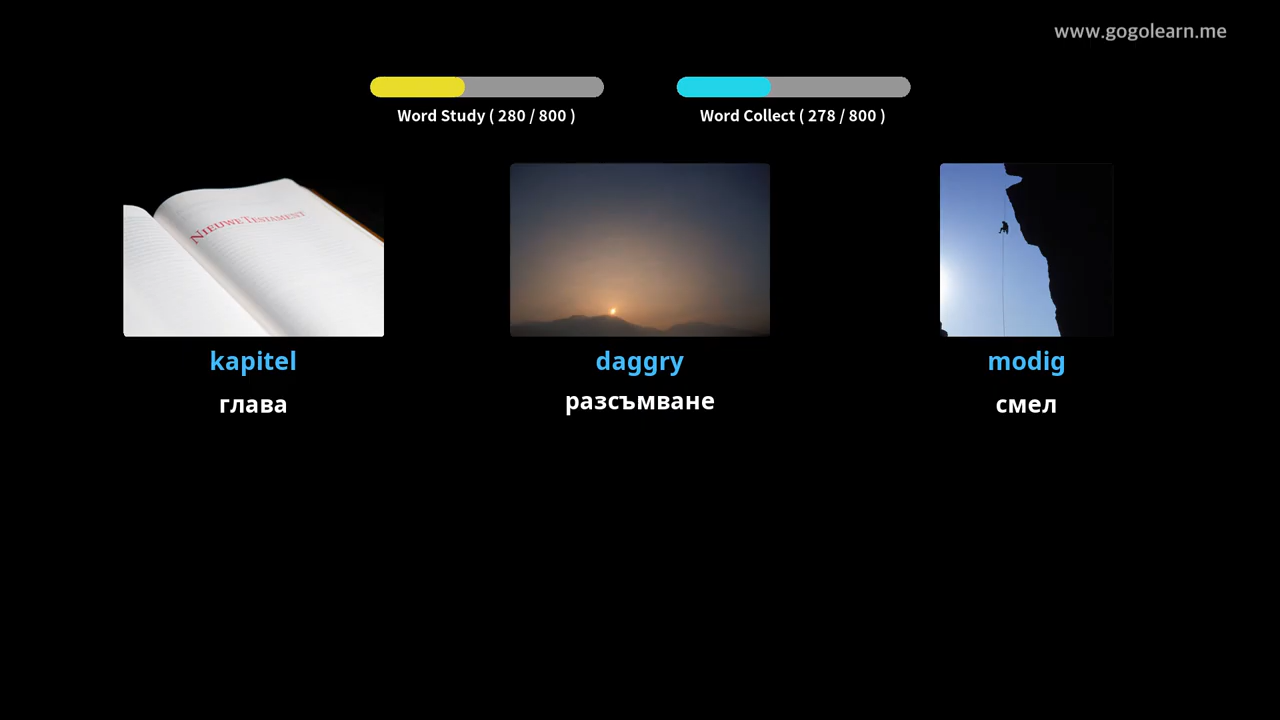 www.gogolearn.me
Word Study ( 280 / 800 )
Word Collect ( 278 / 800 )
NIEUWE TESTAMENT
kapitel
daggry
modig
глава
разсъмване
смел